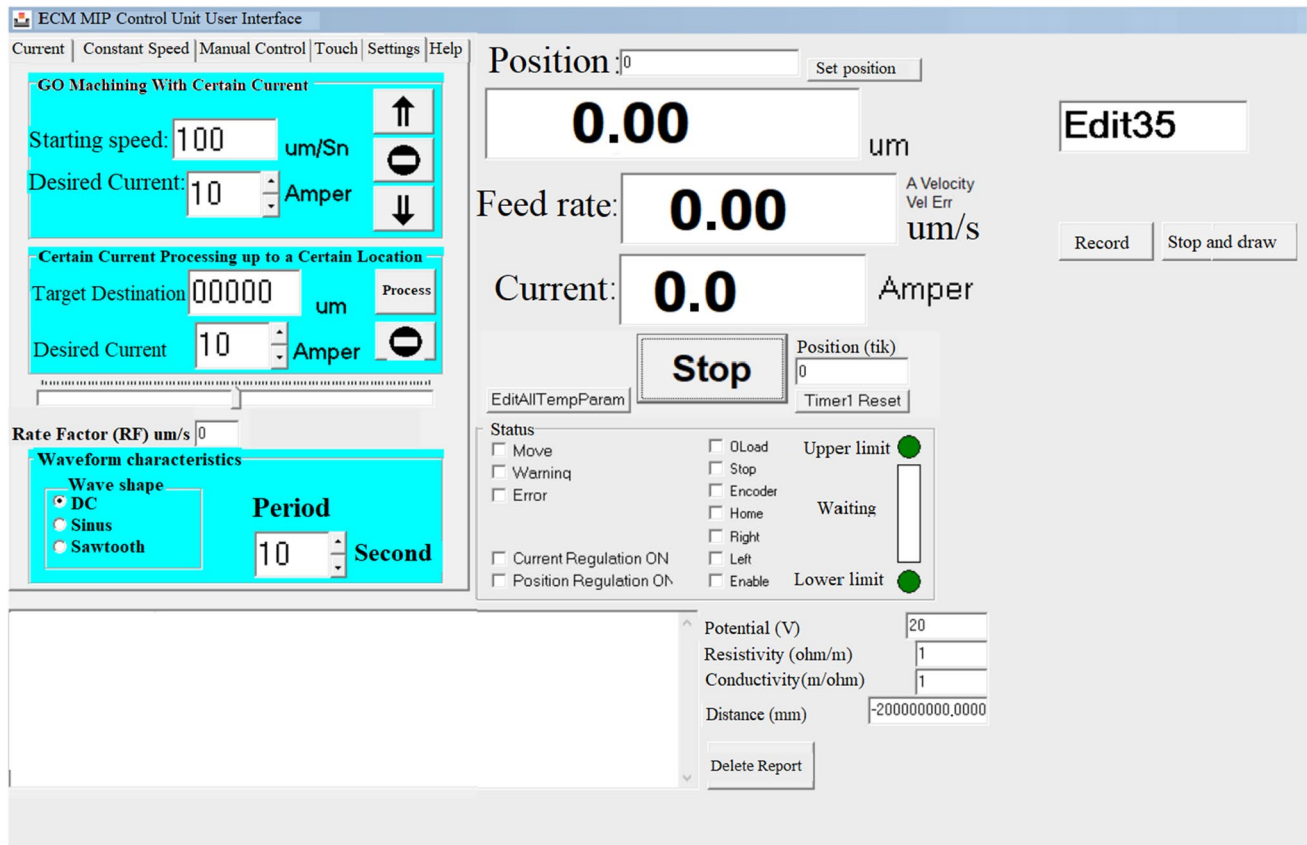 ECM MIP Control Unit User Interface
Current Constant Speed Manual Control Touch Settings Help
GO Machining With Certain Current
Starting speed: 100 um/Sn
Desired Current: 10 Amper
Certain Current Processing up to a Certain Location
Target Destination 00000 um Process
Desired Current 10 Amper
Rate Factor (RF) um/s 0
Waveform characteristics
Wave shape
DC
Sinus
Sawtooth
Period
10 Second
Position : 0 Set position
0.00 um
Feed rate: 0.00 um/s
A Velocity
Vel Err
Current: 0.0 Amper
EditAllTempParam
Stop
Position (tik)
0
Timer1 Reset
Edit35
Record Stop and draw
Status
Move
Warning
Error
Current Regulation ON
Position Regulation ON
OLoad
Stop
Encoder
Home
Right
Left
Enable
Upper limit
Waiting
Lower limit
Potential (V) 20
Resistivity (ohm/m) 1
Conductivity(m/ohm) 1
Distance (mm) -200000000,0000
Delete Report